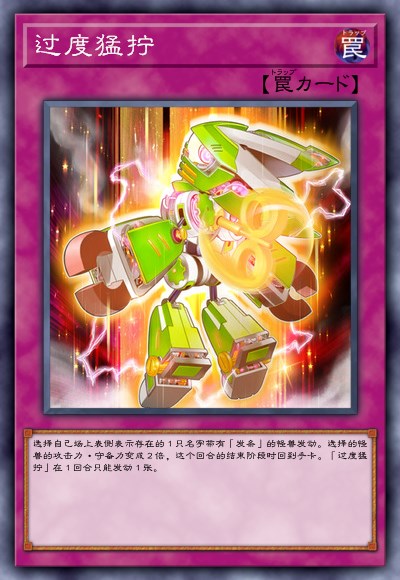 过度猛拧
トラップ
罠
トラップ
【罠カード】
选择自己场上表侧表示存在的1只名字带有「发条」的怪兽发动。选择的怪
兽的攻击力·守备力变成2倍，这个回合的结束阶段时回到手卡。「过度猛
拧」在1回合只能发动1张。